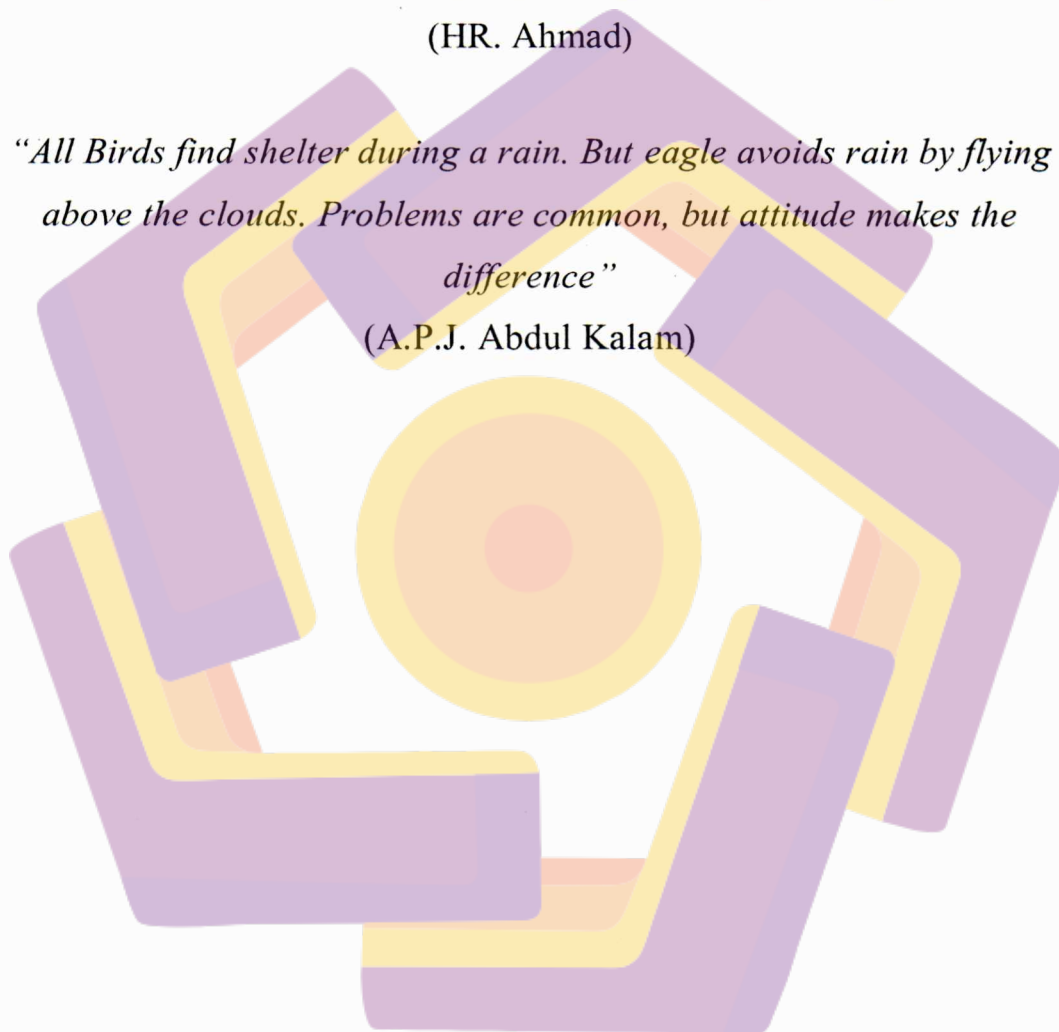 (HR. Ahmad)
“All Birds find shelter during a rain. But eagle avoids rain by flying
above the clouds. Problems are common, but attitude makes the
difference”
(A.P.J. Abdul Kalam)